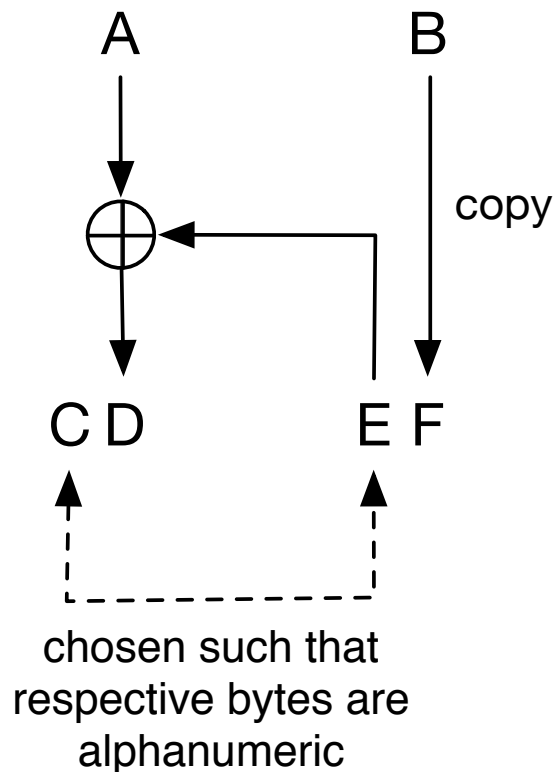 A B
copy
C D E F
chosen such that
respective bytes are
alphanumeric